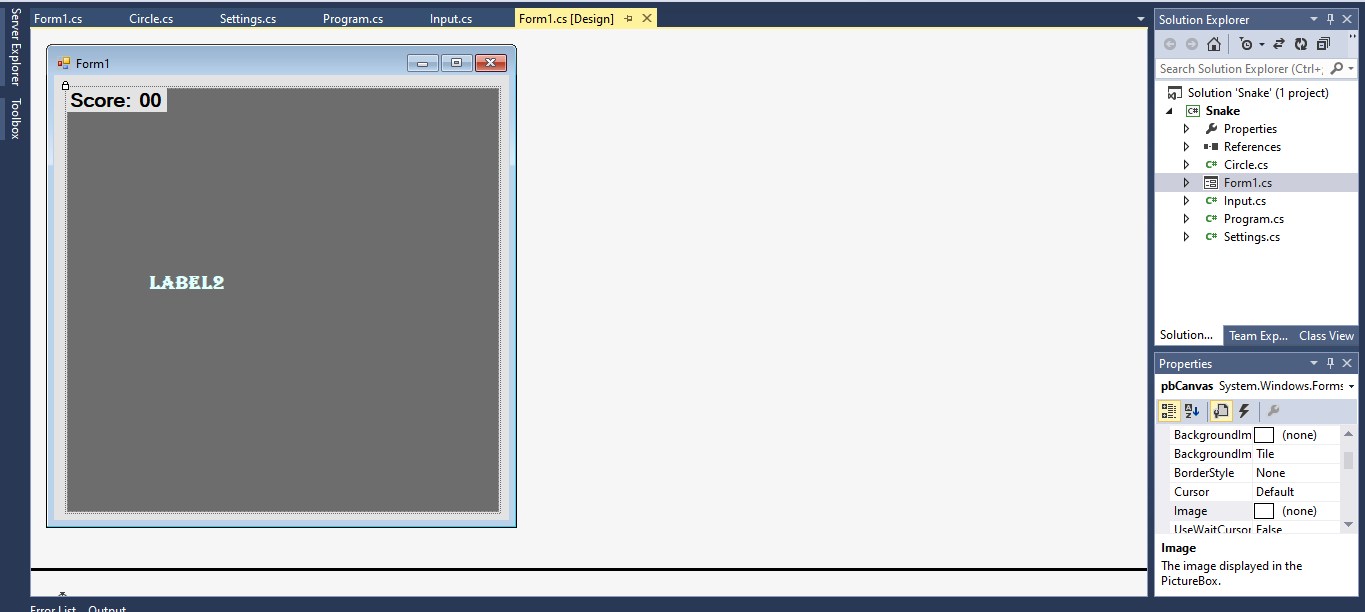 Form1.cs Circle.cs Settings.cs Program.cs Input.cs Form1.cs [Design]
Server Explorer
Toolbox
Form1
Score: 00
LABEL2
Solution Explorer
Search Solution Explorer (Ctrl+;
Solution 'Snake' (1 project)
C# Snake
Properties
References
C# Circle.cs
Form1.cs
C# Input.cs
C# Program.cs
C# Settings.cs
Solution... Team Exp... Class View
Properties
pbCanvas System.Windows.Forms
BackgroundIm (none)
BackgroundIm Tile
BorderStyle None
Cursor Default
Image (none)
UseWaitCursor False
Image
The image displayed in the
PictureBox.
Error List Output